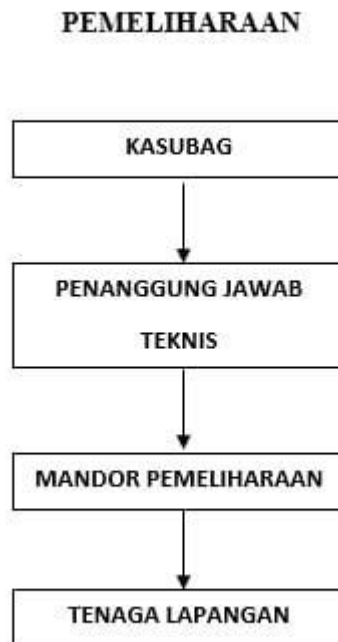 PEMELIHARAAN
KASUBAG
PENANGGUNG JAWAB
TEKNIS
MANDOR PEMELIHARAAN
TENAGA LAPANGAN